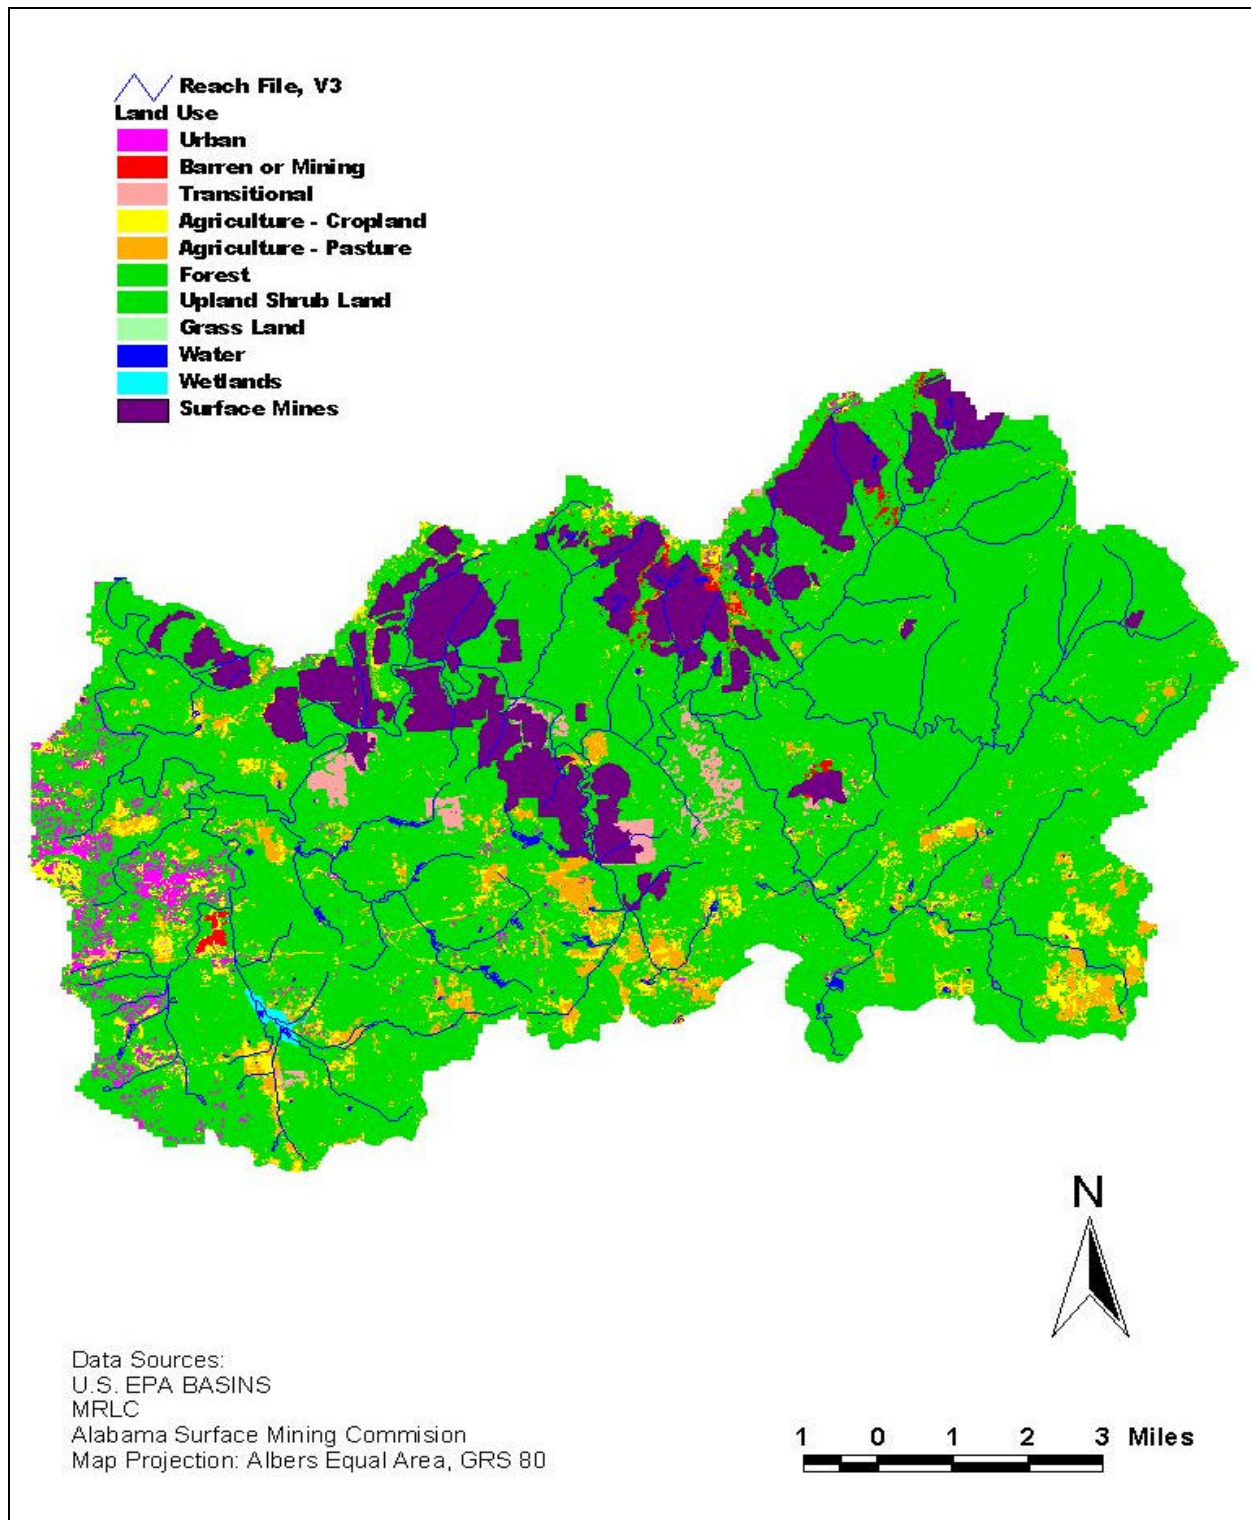 Reach File, V3
Land Use
Urban
Barren or Mining
Transitional
Agriculture - Cropland
Agriculture - Pasture
Forest
Upland Shrub Land
Grass Land
Water
Wetlands
Surface Mines
N
Data Sources:
U.S. EPA BASINS
MRLC
Alabama Surface Mining Commision
Map Projection: Albers Equal Area, GRS 80
1 0 1 2 3 Miles